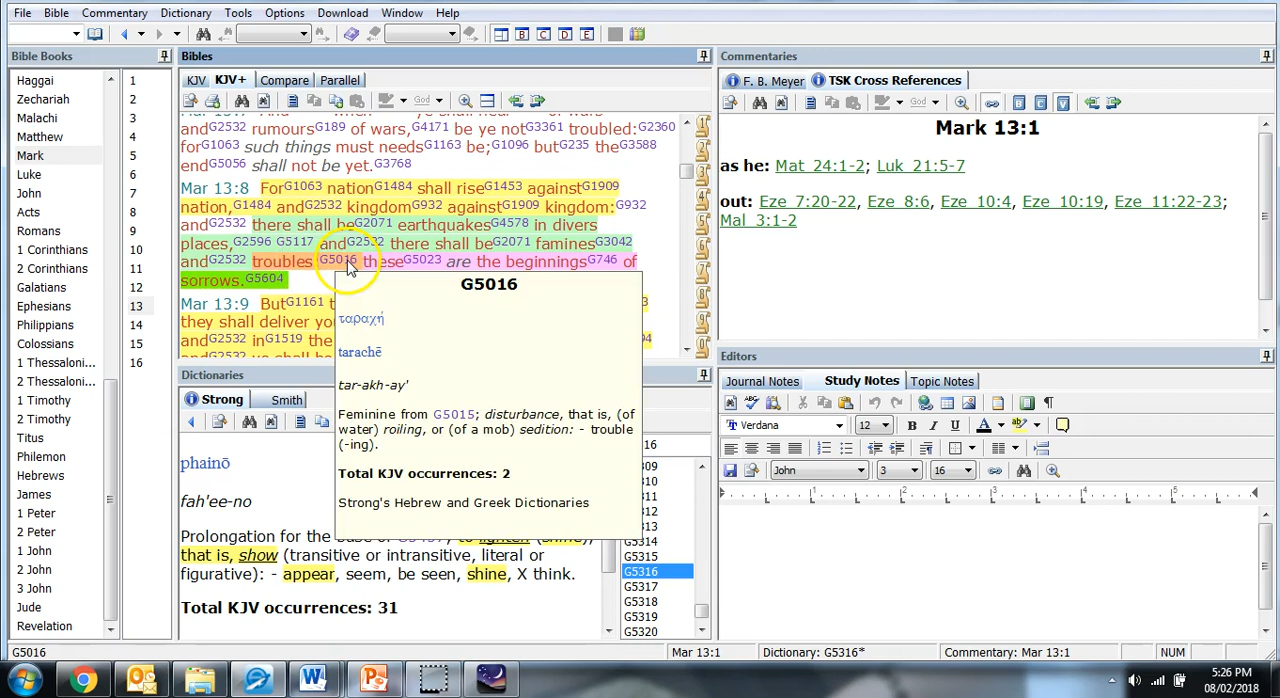 File Bible Commentary Dictionary Tools Options Download Window Help
B C D E
Bible Books
Haggai
Zechariah
Malachi
Matthew
Mark
Luke
John
Acts
Romans
1 Corinthians
2 Corinthians
Galatians
Ephesians
Philippians
Colossians
1 Thessaloni...
2 Thessaloni...
1 Timothy
2 Timothy
Titus
Philemon
Hebrews
James
1 Peter
2 Peter
1 John
2 John
3 John
Jude
Revelation
1
2
3
4
5
6
7
8
9
10
11
12
13
14
15
16
Bibles
KJV KJV+ Compare Parallel
God
and G2532 rumours G189 of wars, G4171 be ye not G3361 troubled: G2360
for G1063 such things must needs G1163 be; G1096 but G235 the G3588
end G5056 shall not be yet. G3768
Mar 13:8 For G1063 nation G1484 shall rise G1453 against G1909
nation, G1484 and G2532 kingdom G932 against G1909 kingdom: G932
and G2532 there shall be G2071 earthquakes G4578 in divers
places, G2596 G5117 and G2532 there shall be G2071 famines G3042
and G2532 troubles G5016 these G5023 are the beginnings G746 of
sorrows. G5604
Mar 13:9 But G1161
they shall deliver you
and G2532 in G1519 the
G5016
ταραχή
tarachē
tar-akh-ay'
Feminine from G5015; disturbance, that is, (of
water) roiling, or (of a mob) sedition: - trouble
(-ing).
Total KJV occurrences: 2
Strong's Hebrew and Greek Dictionaries
Dictionaries
Strong Smith
phainō
fah'ee-no
Prolongation for the base of
that is, show (transitive or intransitive, literal or
figurative): - appear, seem, be seen, shine, X think.
Total KJV occurrences: 31
G5314
G5315
G5316
G5317
G5318
G5319
G5320
Commentaries
F. B. Meyer TSK Cross References
God B C V
Mark 13:1
as he: Mat 24:1-2; Luk 21:5-7
out: Eze 7:20-22, Eze 8:6, Eze 10:4, Eze 10:19, Eze 11:22-23;
Mal 3:1-2
Editors
Journal Notes Study Notes Topic Notes
ABC
Verdana 12 B I U A
John 3 16
1 2 3 4 5
G5016 Mar 13:1 Dictionary: G5316* Commentary: Mar 13:1 NUM
5:26 PM
08/02/2018